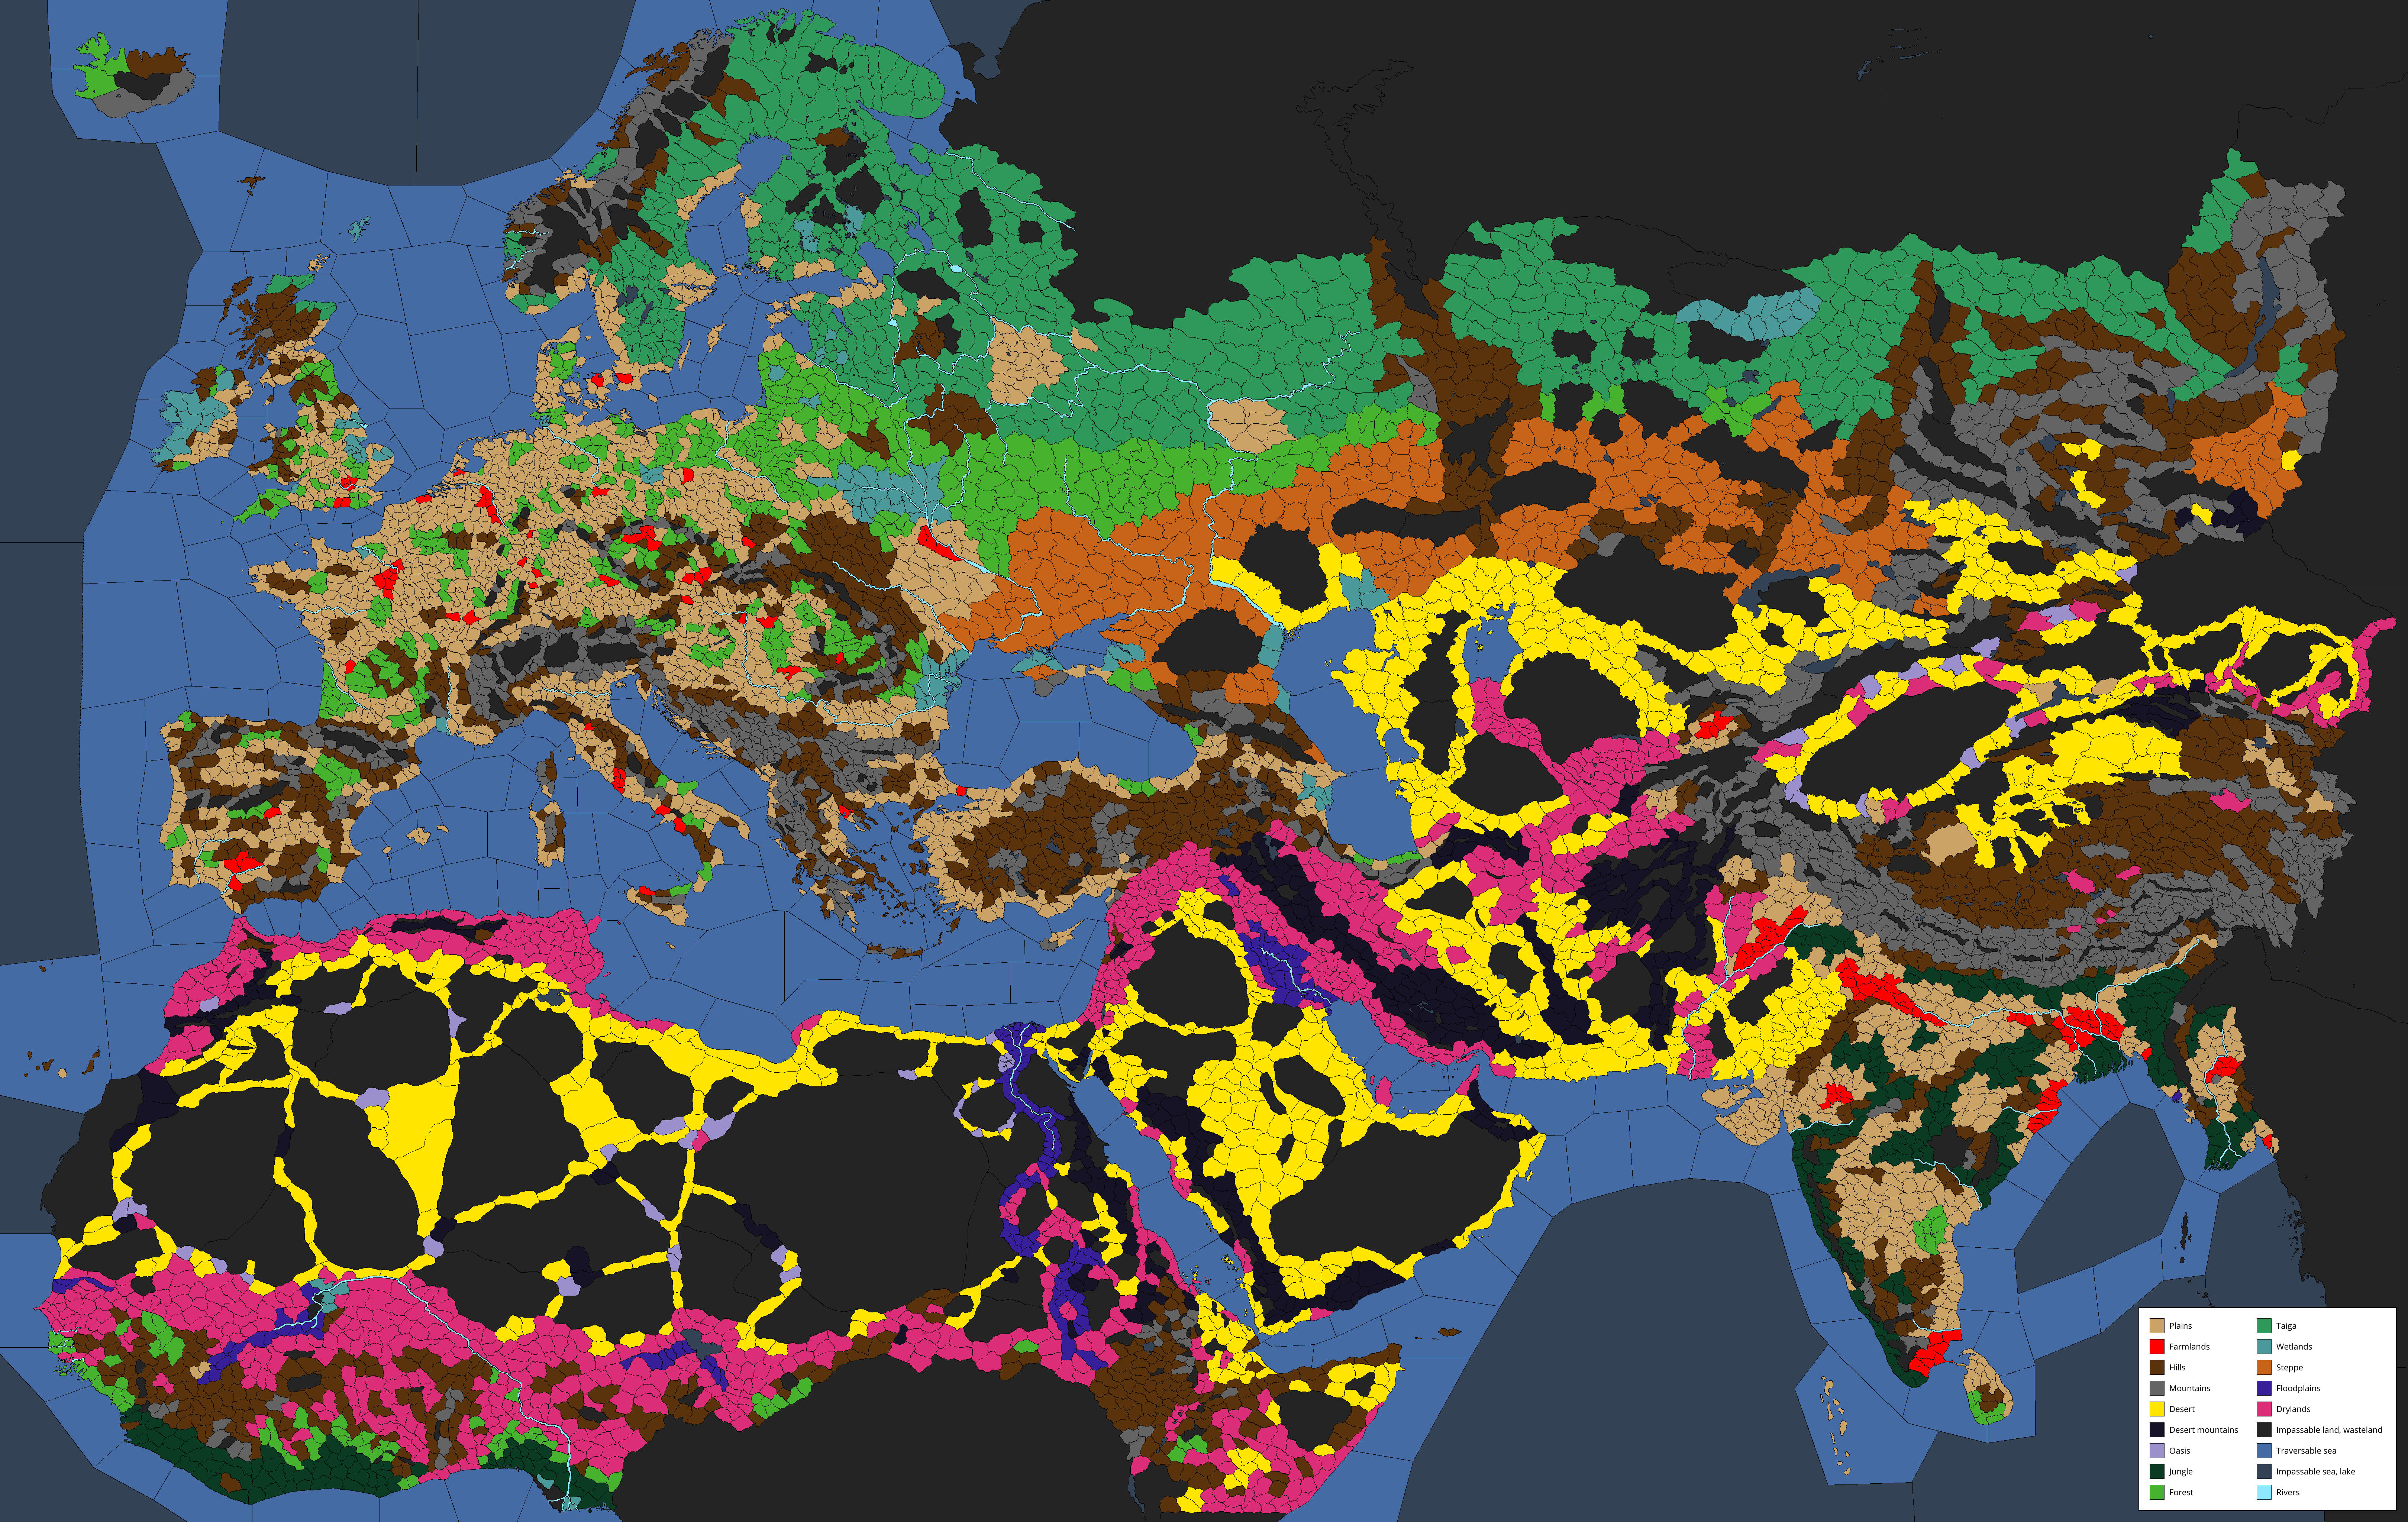 Plains
Farmlands
Hills
Mountains
Desert
Desert mountains
Oasis
Jungle
Forest
Taiga
Wetlands
Steppe
Floodplains
Drylands
Impassable land, wasteland
Traversable sea
Impassable sea, lake
Rivers